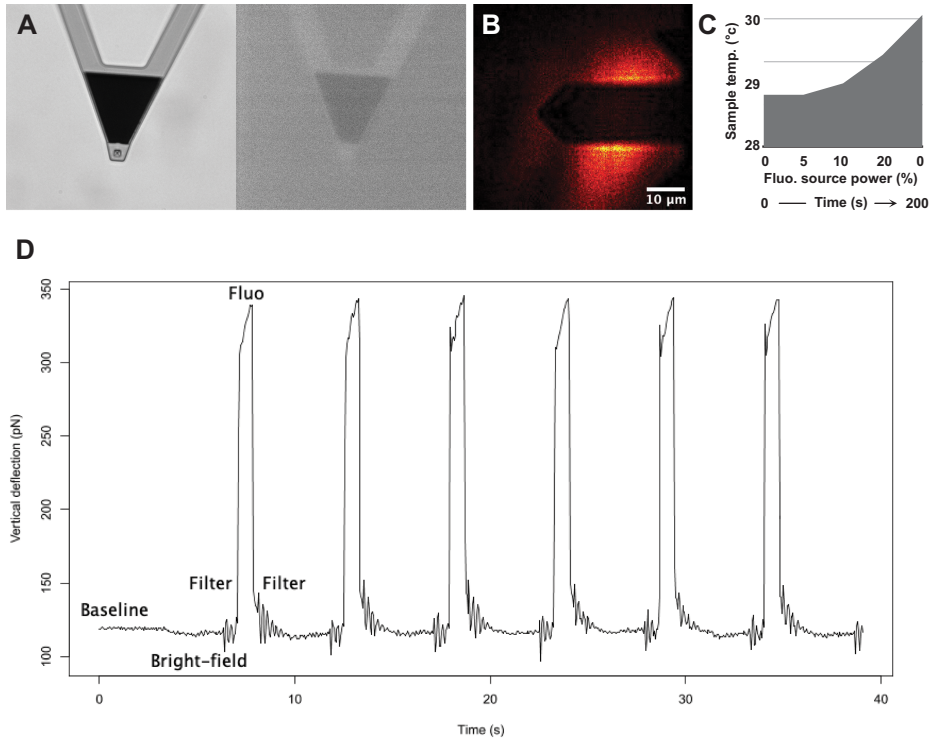 A
B
10 µm
C
Sample temp. (°c)
30
29
28
0 5 10 20 0
Fluo. source power (%)
0 Time (s) 200
D
Vertical deflection (pN)
350
300
250
200
150
100
Fluo
Filter Filter
Baseline
Bright-field
0 10 20 30 40
Time (s)